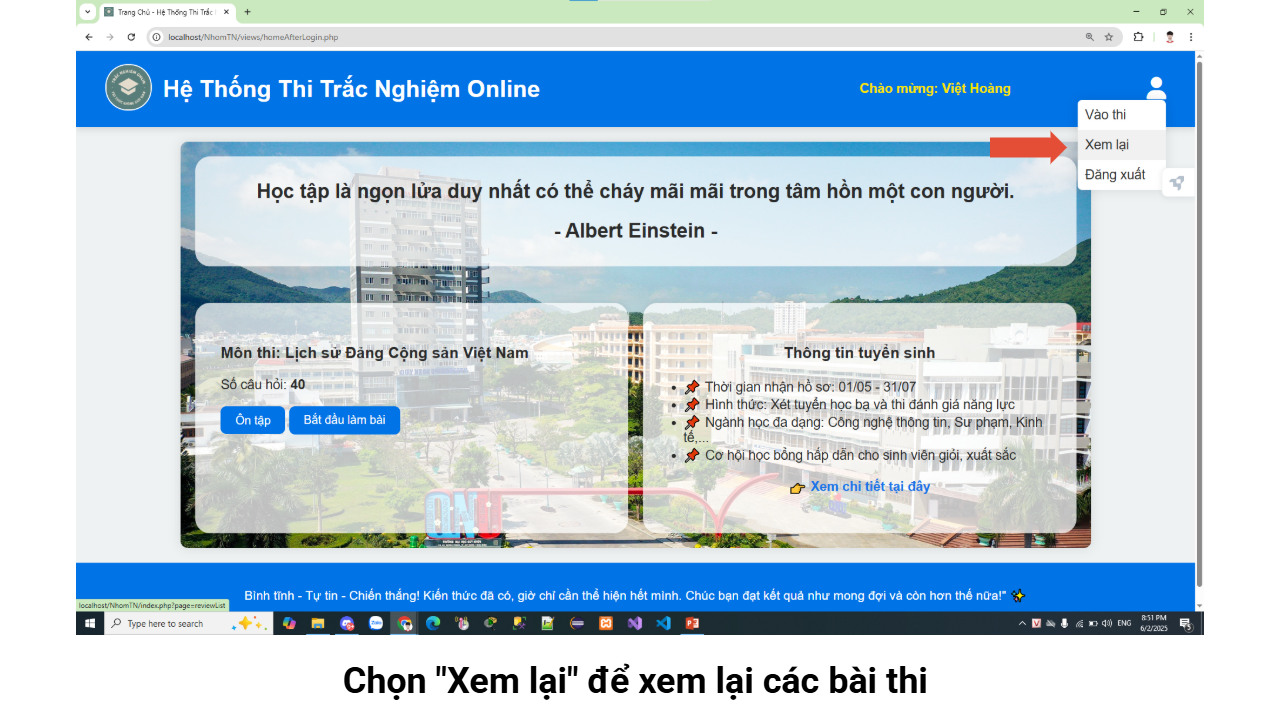 Trang Chủ - Hệ Thống Thi Trắc
localhost/NhomTN/views/homeAfterLogin.php
Hệ Thống Thi Trắc Nghiệm Online
Chào mừng: Việt Hoàng
Vào thi
Xem lại
Đăng xuất
Học tập là ngọn lửa duy nhất có thể cháy mãi mãi trong tâm hồn một con người.
- Albert Einstein -
Môn thi: Lịch sử Đảng Cộng sản Việt Nam
Số câu hỏi: 40
Ôn tập
Bắt đầu làm bài
Thông tin tuyển sinh
Thời gian nhận hồ sơ: 01/05 - 31/07
Hình thức: Xét tuyển học bạ và thi đánh giá năng lực
Ngành học đa dạng: Công nghệ thông tin, Sư phạm, Kinh
tế,...
Cơ hội học bổng hấp dẫn cho sinh viên giỏi, xuất sắc
Xem chi tiết tại đây
QNU
Bình tĩnh - Tự tin - Chiến thắng! Kiến thức đã có, giờ chỉ cần thể hiện hết mình. Chúc bạn đạt kết quả như mong đợi và còn hơn thế nữa!"
localhost/NhomTN/index.php?page=reviewList
Type here to search
ENG
8:51 PM
6/2/2025
Chọn "Xem lại" để xem lại các bài thi